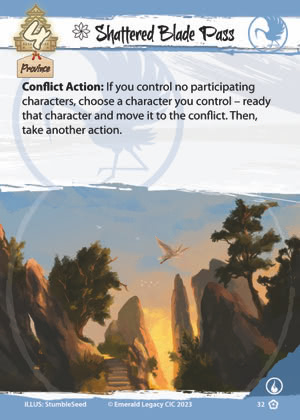 4
Shattered Blade Pass
Province
Conflict Action: If you control no participating
characters, choose a character you control – ready
that character and move it to the conflict. Then,
take another action.
ILLUS: StumbleSeed © Emerald Legacy CIC 2023 32